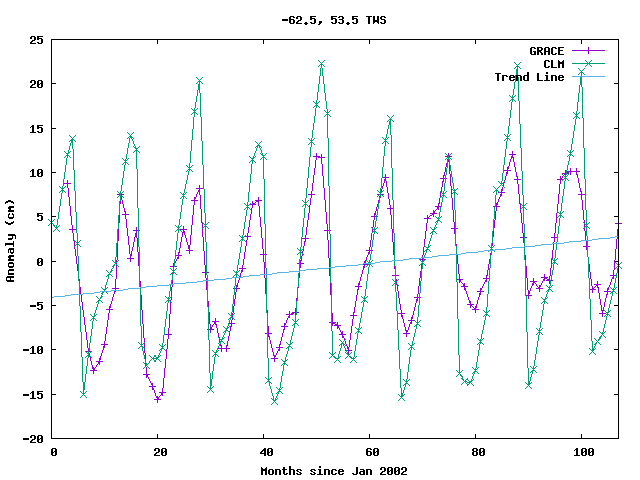 -62.5, 53.5 TWS
GRACE
CLM
Trend Line
25
20
15
10
5
0
-5
-10
-15
-20
Anomaly (cm)
0 20 40 60 80 100
Months since Jan 2002